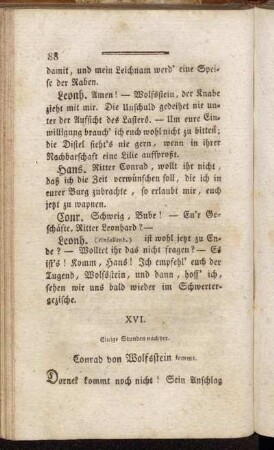 88
damit, und mein Leichnam werd' eine Spei-
se der Raben.
Leonh. Amen! — Wolfsstein, der Knabe
zieht mit mir. Die Unschuld gedeihet nie un-
ter der Aufsicht des Lasters. — Um eure Ein-
willigung brauch' ich euch wohl nicht zu bitten;
die Distel sieht's nie gern, wenn in ihrer
Nachbarschaft eine Lilie aufsproßt.
Hans. Ritter Conrad, wollt ihr nicht,
daß ich die Zeit verwünschen soll, die ich in
eurer Burg zubrachte, so erlaubt mir, euch
jetzt zu wapnen.
Conr. Schweig, Bube! — Eu'r Ge-
schäfte, Ritter Leonhard? —
Leonh. (einfallend.) ist wohl jetzt zu En-
de? — Wolltet ihr das nicht fragen? — Es
ist's! Komm, Hans! Ich empfehl' euch der
Tugend, Wolfsstein, und dann, hoff' ich,
sehen wir uns bald wieder im Schwerter-
gezische.
XVI.
Einige Stunden nachher.
Conrad von Wolfsstein kommt.
Dornek kommt noch nicht! Sein Anschlag